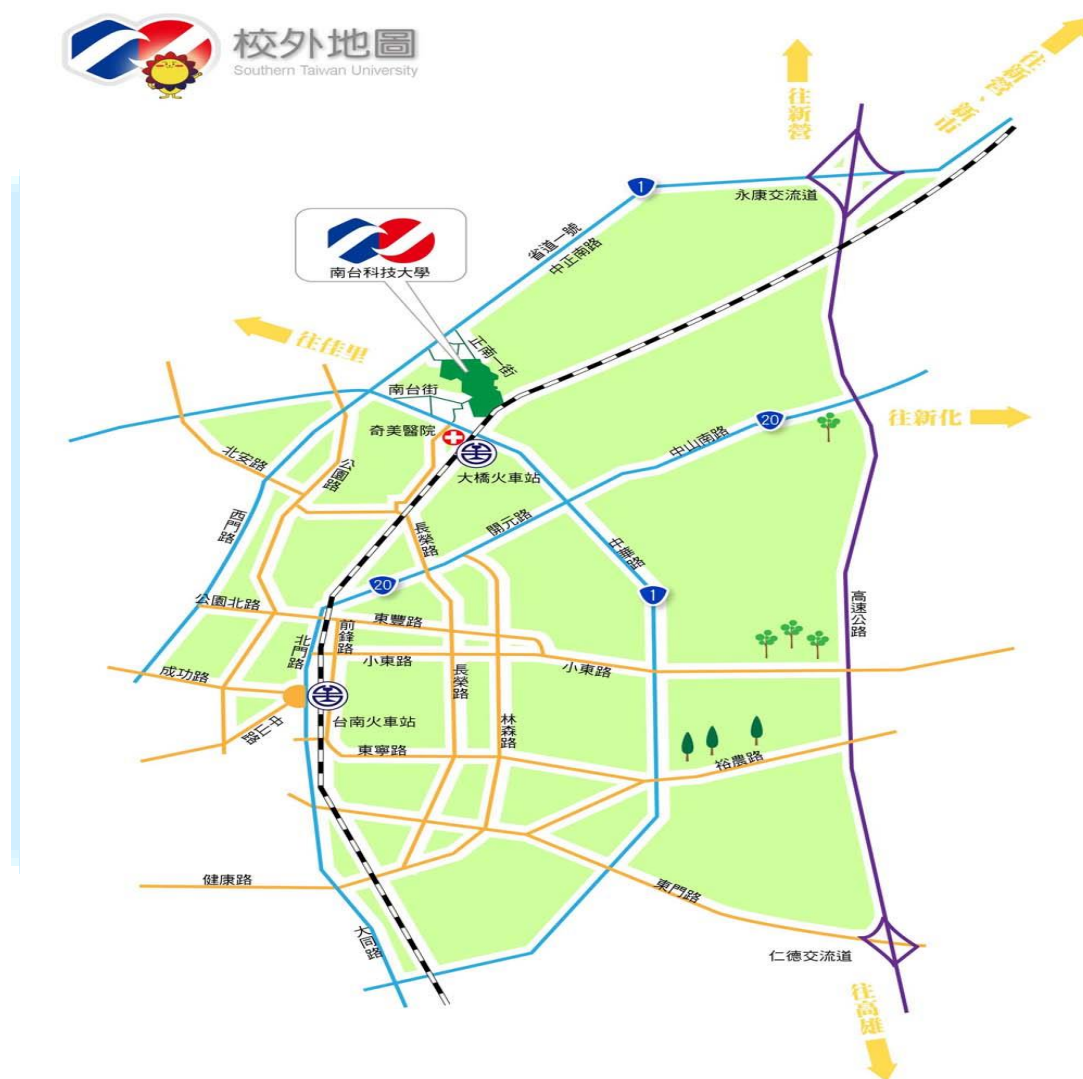 校外地圖
Southern Taiwan University
往新營
往新營、新市
1
永康交流道
省道一號
中正南路
南台科技大學
往佳里
正南一街
南台街
奇美醫院
大橋火車站
20
中山南路
往新化
北安路
公園路
西門路
長榮路
開元路
中華路
20
1
高速公路
公園北路
東豐路
前鋒路
北門路
小東路
小東路
成功路
長榮路
中山路
台南火車站
林森路
東寧路
裕農路
健康路
東門路
大同路
仁德交流道
往高雄